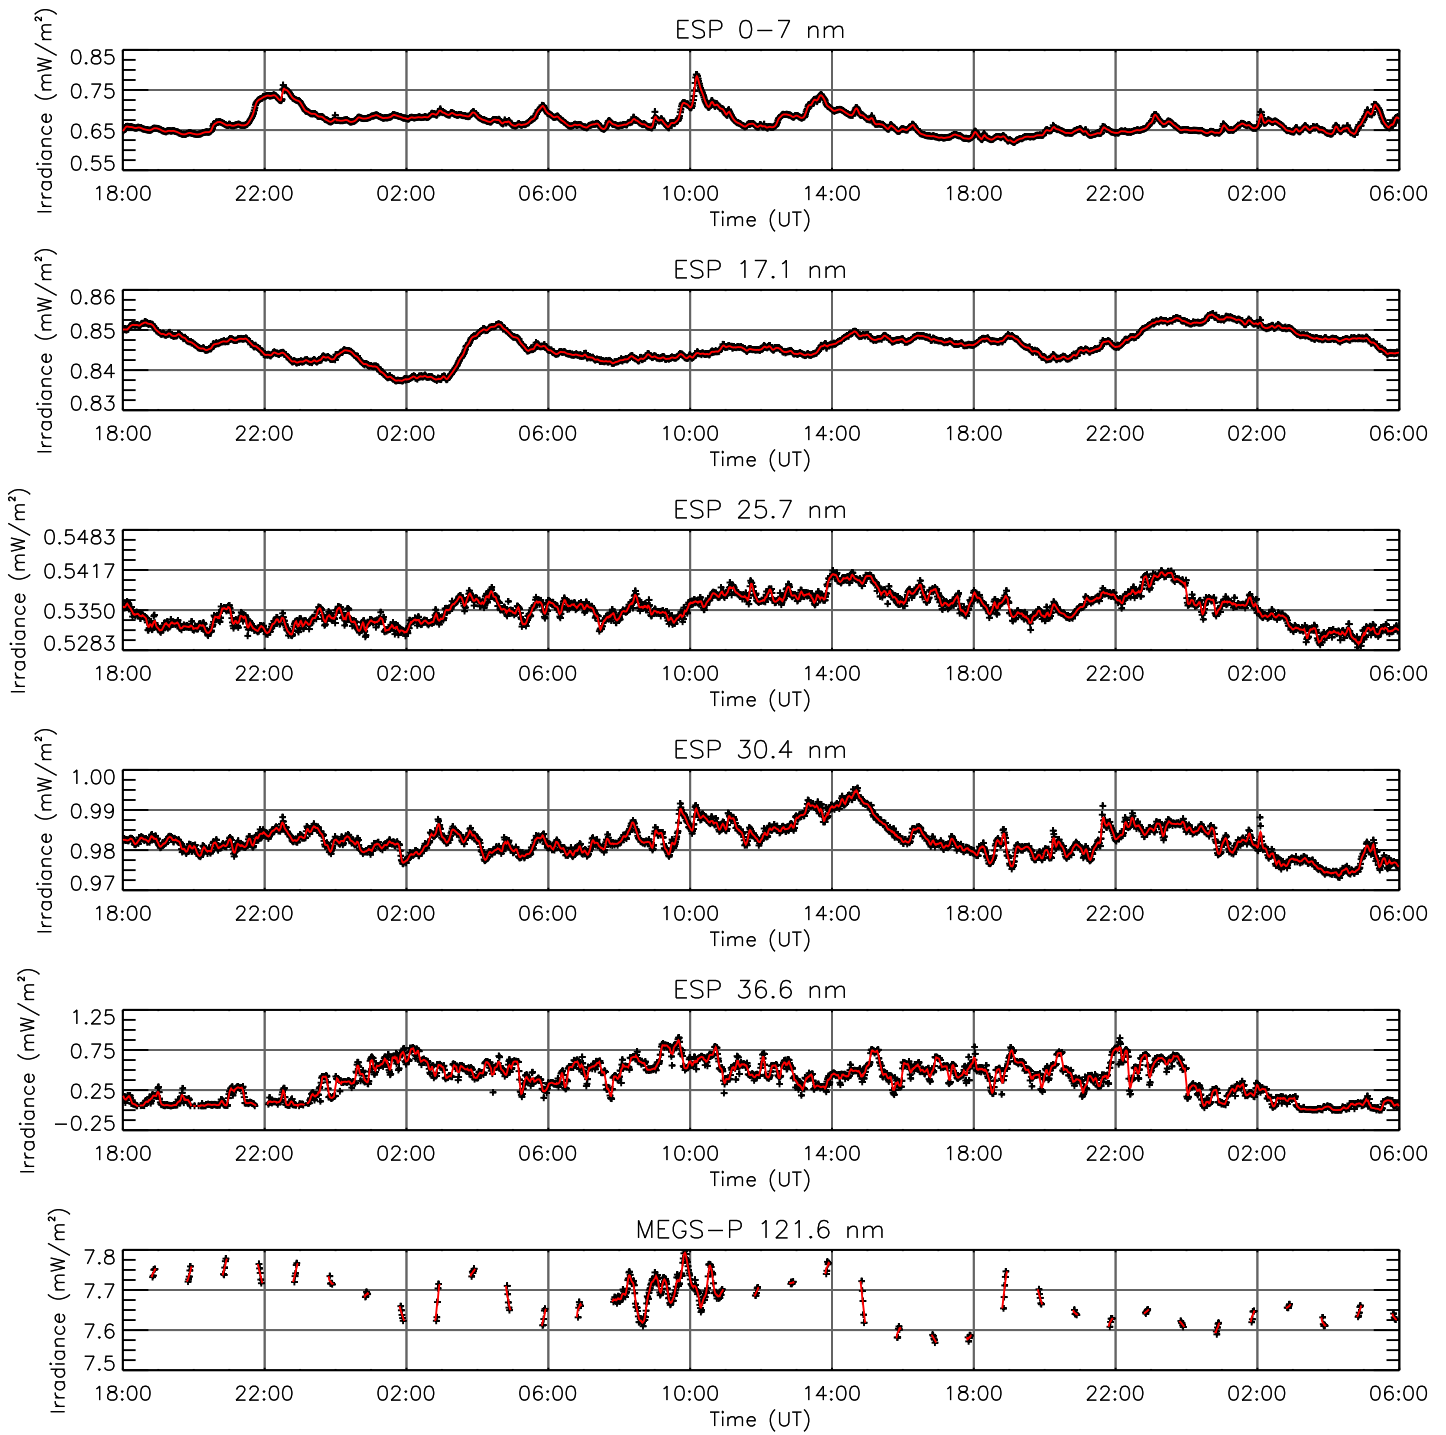 ESP 0-7 nm
Irradiance (mW/m²)
0.85
0.75
0.65
0.55
18:00 22:00 02:00 06:00 10:00 14:00 18:00 22:00 02:00 06:00
Time (UT)
ESP 17.1 nm
Irradiance (mW/m²)
0.86
0.85
0.84
0.83
18:00 22:00 02:00 06:00 10:00 14:00 18:00 22:00 02:00 06:00
Time (UT)
ESP 25.7 nm
Irradiance (mW/m²)
0.5483
0.5417
0.5350
0.5283
18:00 22:00 02:00 06:00 10:00 14:00 18:00 22:00 02:00 06:00
Time (UT)
ESP 30.4 nm
Irradiance (mW/m²)
1.00
0.99
0.98
0.97
18:00 22:00 02:00 06:00 10:00 14:00 18:00 22:00 02:00 06:00
Time (UT)
ESP 36.6 nm
Irradiance (mW/m²)
1.25
0.75
0.25
-0.25
18:00 22:00 02:00 06:00 10:00 14:00 18:00 22:00 02:00 06:00
Time (UT)
MEGS-P 121.6 nm
Irradiance (mW/m²)
7.8
7.7
7.6
7.5
18:00 22:00 02:00 06:00 10:00 14:00 18:00 22:00 02:00 06:00
Time (UT)